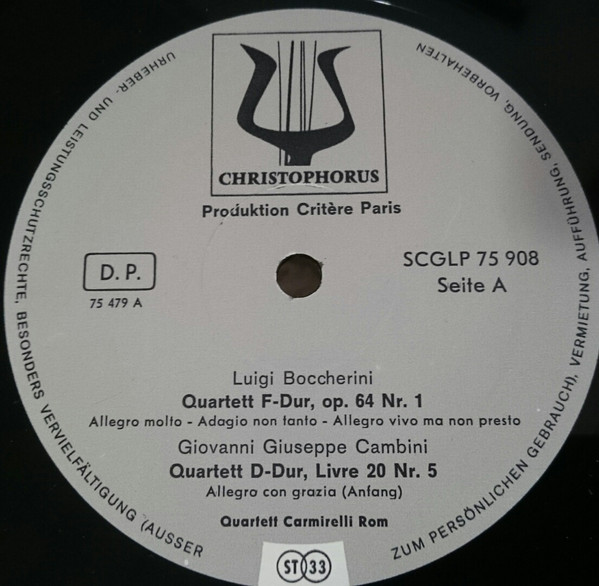 CHRISTOPHORUS
Produktion Critère Paris
D. P.
75 479 A
SCGLP 75 908
Seite A
Luigi Boccherini
Quartett F-Dur, op. 64 Nr. 1
Allegro molto - Adagio non tanto - Allegro vivo ma non presto
Giovanni Giuseppe Cambini
Quartett D-Dur, Livre 20 Nr. 5
Allegro con grazia (Anfang)
Quartett Carmirelli Rom
ST 33
URHEBER- UND LEISTUNGSSCHUTZRECHTE, BESONDERS VERVIELFÄLTIGUNG (AUSSER ZUM PERSÖNLICHEN GEBRAUCH), VERMIETUNG, AUFFÜHRUNG, SENDUNG, VORBEHALTEN